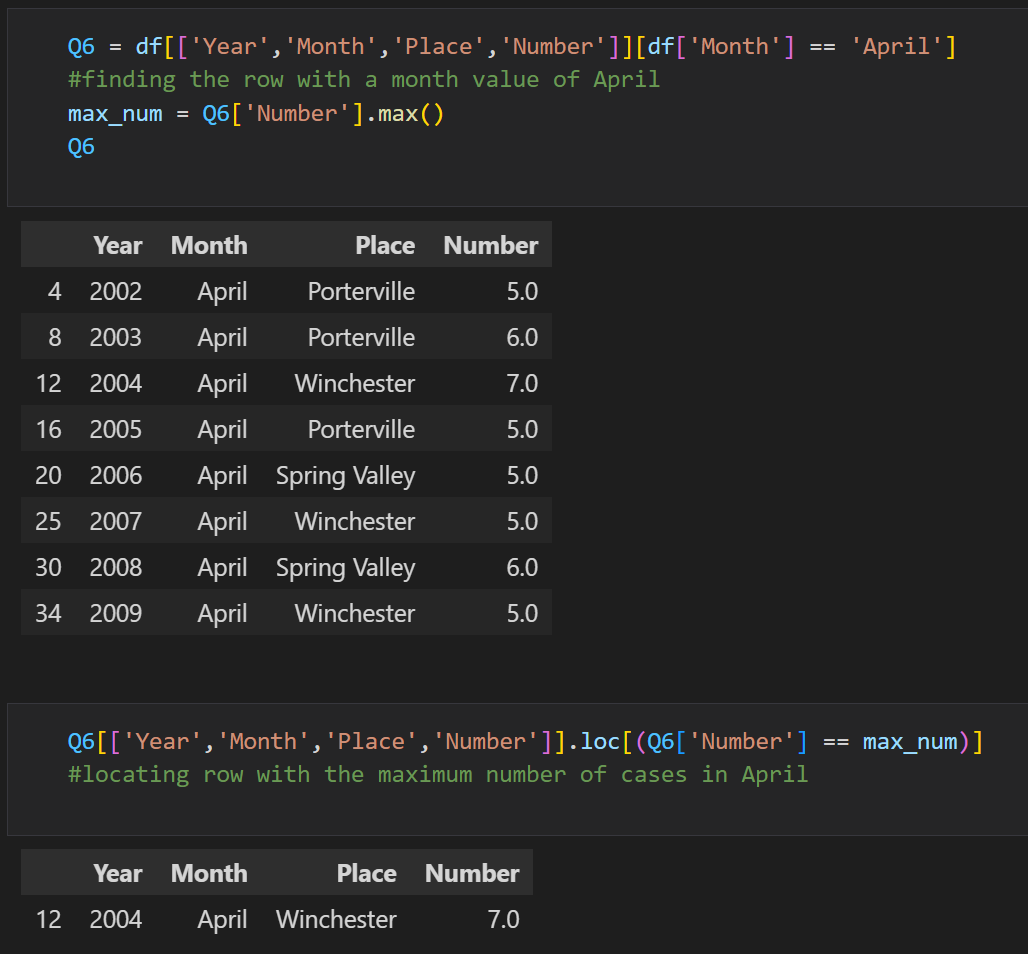 Q6 = df[['Year','Month','Place','Number']][df['Month'] == 'April']
#finding the row with a month value of April
max_num = Q6['Number'].max()
Q6
Year Month Place Number
4 2002 April Porterville 5.0
8 2003 April Porterville 6.0
12 2004 April Winchester 7.0
16 2005 April Porterville 5.0
20 2006 April Spring Valley 5.0
25 2007 April Winchester 5.0
30 2008 April Spring Valley 6.0
34 2009 April Winchester 5.0
Q6[['Year','Month','Place','Number']].loc[(Q6['Number'] == max_num)]
#locating row with the maximum number of cases in April
Year Month Place Number
12 2004 April Winchester 7.0